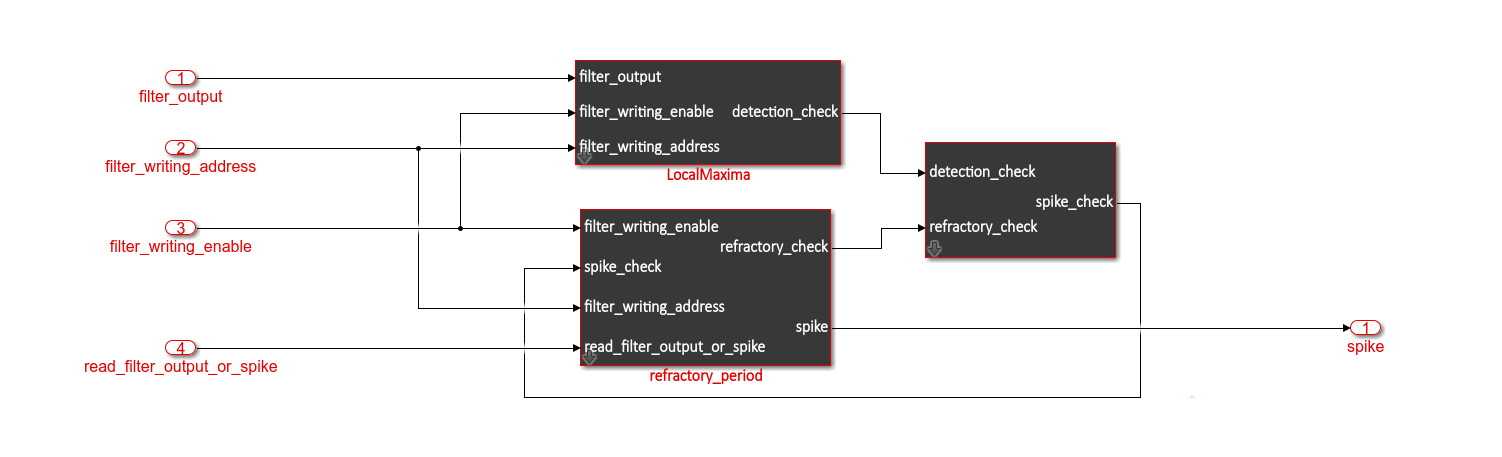 1
filter_output
2
filter_writing_address
3
filter_writing_enable
4
read_filter_output_or_spike
filter_output
filter_writing_enable
detection_check
filter_writing_address
LocalMaxima
filter_writing_enable
refractory_check
spike_check
filter_writing_address
spike
read_filter_output_or_spike
refractory_period
detection_check
spike_check
refractory_check
1
spike